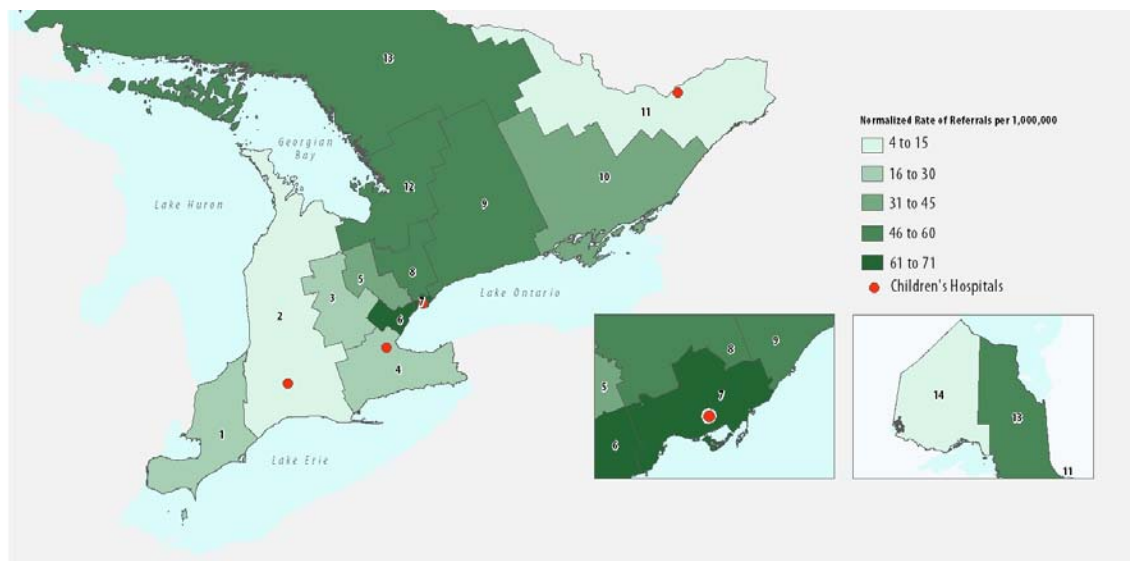 13
11
Georgian
Bay
10
12
9
Lake Huron
8
5
3
7
Lake Ontario
2
6
4
1
Lake Erie
Normalized Rate of Referrals per 1,000,000
4 to 15
16 to 30
31 to 45
46 to 60
61 to 71
Children's Hospitals
8
9
5
7
6
14
13
11